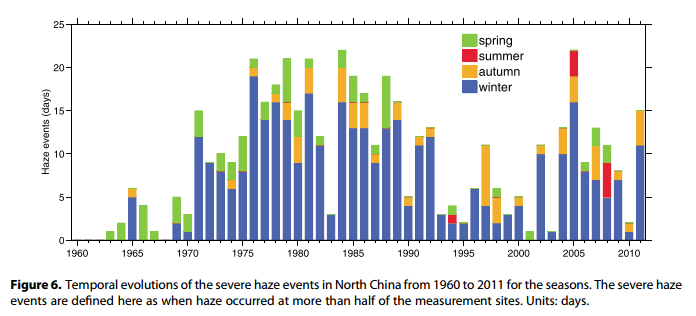 25
20
15
10
5
0
Haze events (days)
spring
summer
autumn
winter
1960 1965 1970 1975 1980 1985 1990 1995 2000 2005 2010
Figure 6. Temporal evolutions of the severe haze events in North China from 1960 to 2011 for the seasons. The severe haze
events are defined here as when haze occurred at more than half of the measurement sites. Units: days.